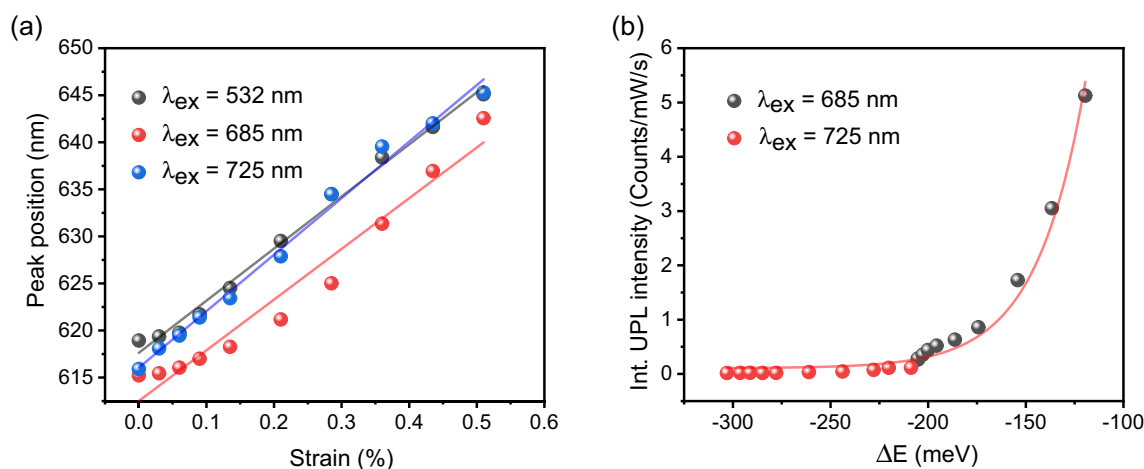 (a)
650
645
640
635
630
625
620
615
Peak position (nm)
λex = 532 nm
λex = 685 nm
λex = 725 nm
0.0 0.1 0.2 0.3 0.4 0.5 0.6
Strain (%)
(b)
6
5
4
3
2
1
0
Int. UPL intensity (Counts/mW/s)
λex = 685 nm
λex = 725 nm
-300 -250 -200 -150 -100
ΔE (meV)